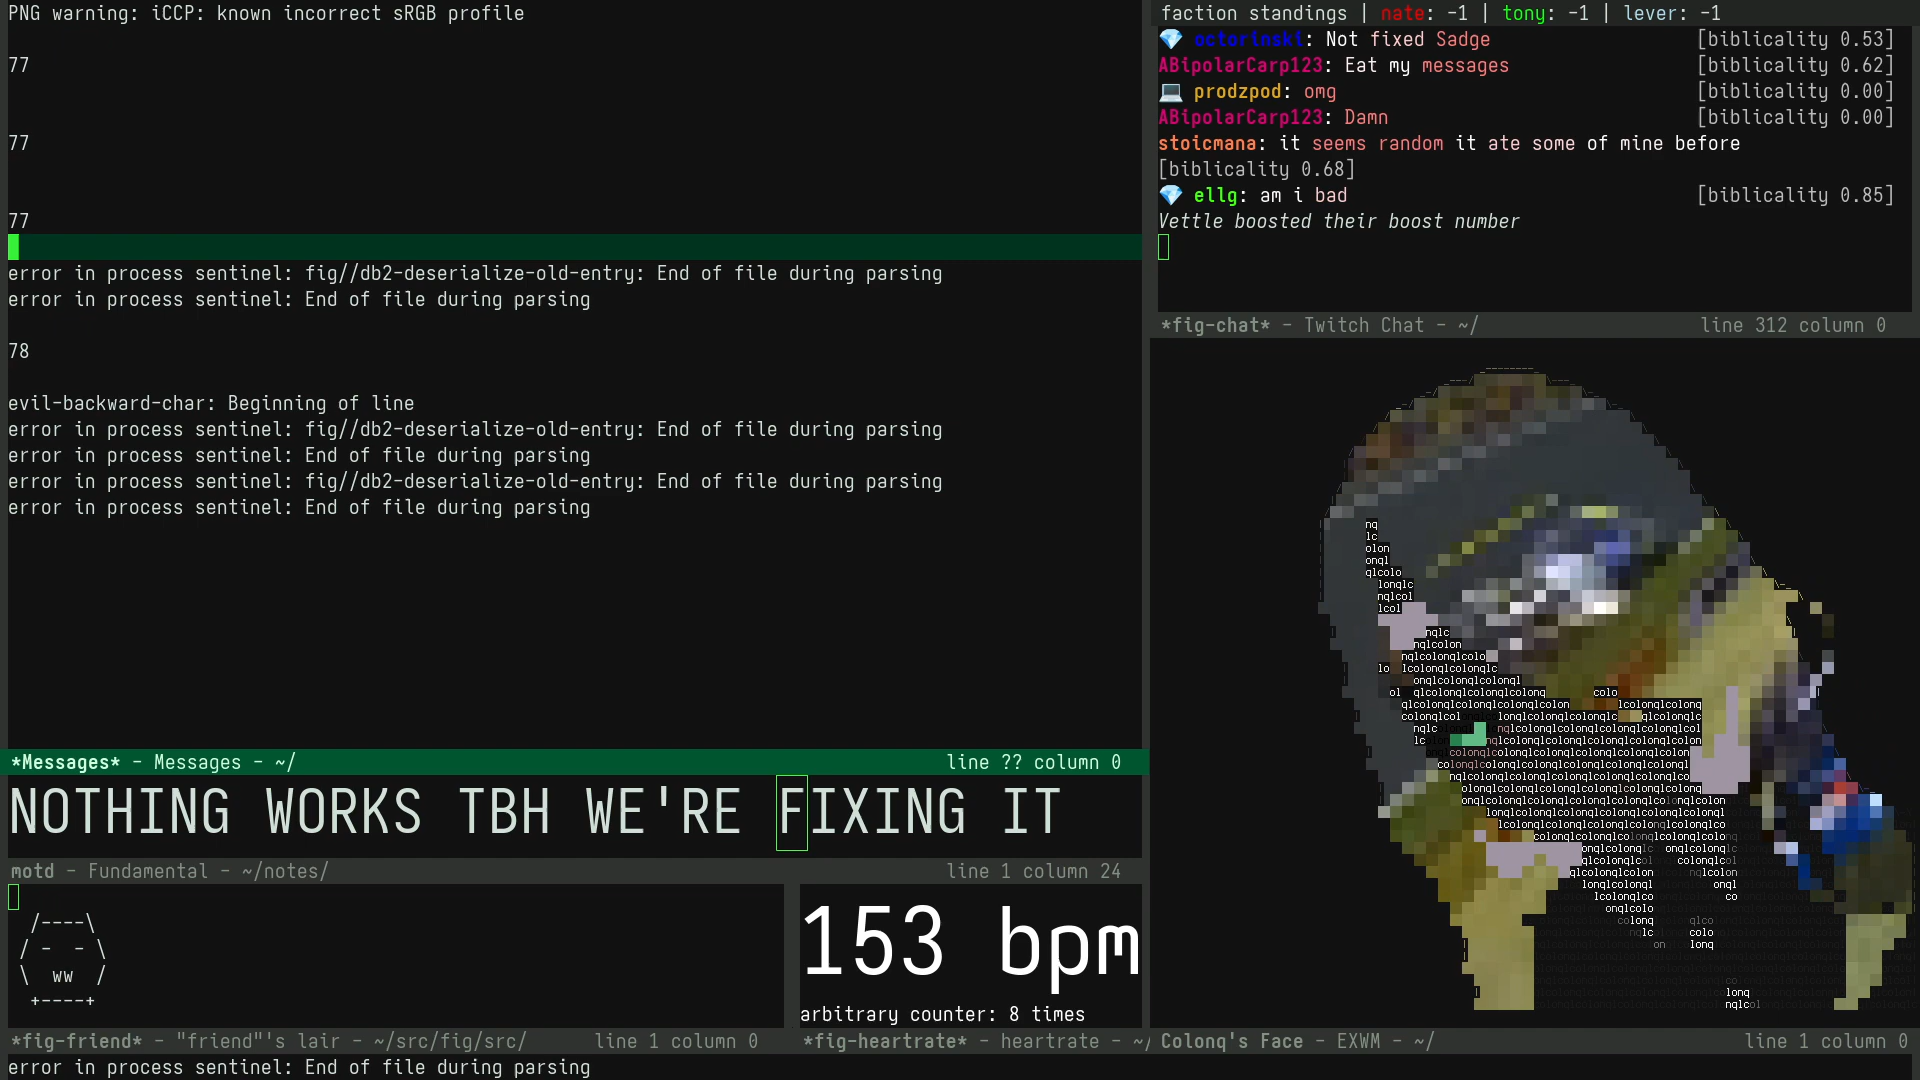 PNG warning: iCCP: known incorrect sRGB profile
77
77
77
error in process sentinel: fig//db2-deserialize-old-entry: End of file during parsing
error in process sentinel: End of file during parsing
78
evil-backward-char: Beginning of line
error in process sentinel: fig//db2-deserialize-old-entry: End of file during parsing
error in process sentinel: End of file during parsing
error in process sentinel: fig//db2-deserialize-old-entry: End of file during parsing
error in process sentinel: End of file during parsing
*Messages* - Messages - ~/ line ?? column 0
NOTHING WORKS TBH WE'RE FIXING IT
motd - Fundamental - ~/notes/ line 1 column 24
/----\
/ -  - \
\  ww  /
+----+
*fig-friend* - "friend"'s lair - ~/src/fig/src/ line 1 column 0
153 bpm
arbitrary counter: 8 times
*fig-heartrate* - heartrate - ~/
error in process sentinel: End of file during parsing
faction standings | nate: -1 | tony: -1 | lever: -1
octorinski: Not fixed Sadge [biblicality 0.53]
ABipolarCarp123: Eat my messages [biblicality 0.62]
prodzpod: omg [biblicality 0.00]
ABipolarCarp123: Damn [biblicality 0.00]
stoicmana: it seems random it ate some of mine before
[biblicality 0.68]
ellg: am i bad [biblicality 0.85]
Vettle boosted their boost number
*fig-chat* - Twitch Chat - ~/ line 312 column 0
Colonq's Face - EXWM - ~/ line 1 column 0